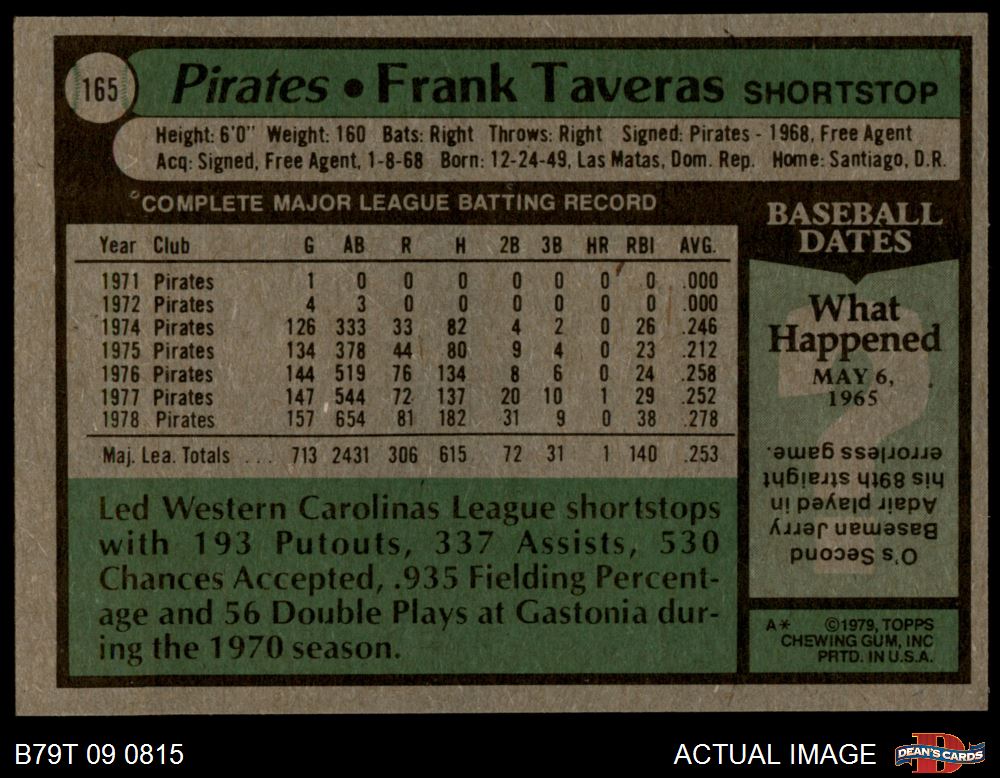 165 Pirates • Frank Taveras SHORTSTOP
Height: 6'0" Weight: 160 Bats: Right Throws: Right Signed: Pirates - 1968, Free Agent
Acq: Signed, Free Agent, 1-8-68 Born: 12-24-49, Las Matas, Dom. Rep. Home: Santiago, D.R.
COMPLETE MAJOR LEAGUE BATTING RECORD
Year Club G AB R H 2B 3B HR RBI AVG.
1971 Pirates 1 0 0 0 0 0 0 0 .000
1972 Pirates 4 3 0 0 0 0 0 0 .000
1974 Pirates 126 333 33 82 4 2 0 26 .246
1975 Pirates 134 378 44 80 9 4 0 23 .212
1976 Pirates 144 519 76 134 8 6 0 24 .258
1977 Pirates 147 544 72 137 20 10 1 29 .252
1978 Pirates 157 654 81 182 31 9 0 38 .278
Maj. Lea. Totals ... 713 2431 306 615 72 31 1 140 .253
Led Western Carolinas League shortstops
with 193 Putouts, 337 Assists, 530
Chances Accepted, .935 Fielding Percent-
age and 56 Double Plays at Gastonia dur-
ing the 1970 season.
BASEBALL
DATES
What
Happened
MAY 6,
1965
O's Second
Baseman Jerry
Adair played in
his 89th straight
errorless game.
A* ©1979, TOPPS
CHEWING GUM, INC
PRTD. IN U.S.A.
B79T 09 0815
ACTUAL IMAGE
DEAN'S CARDS